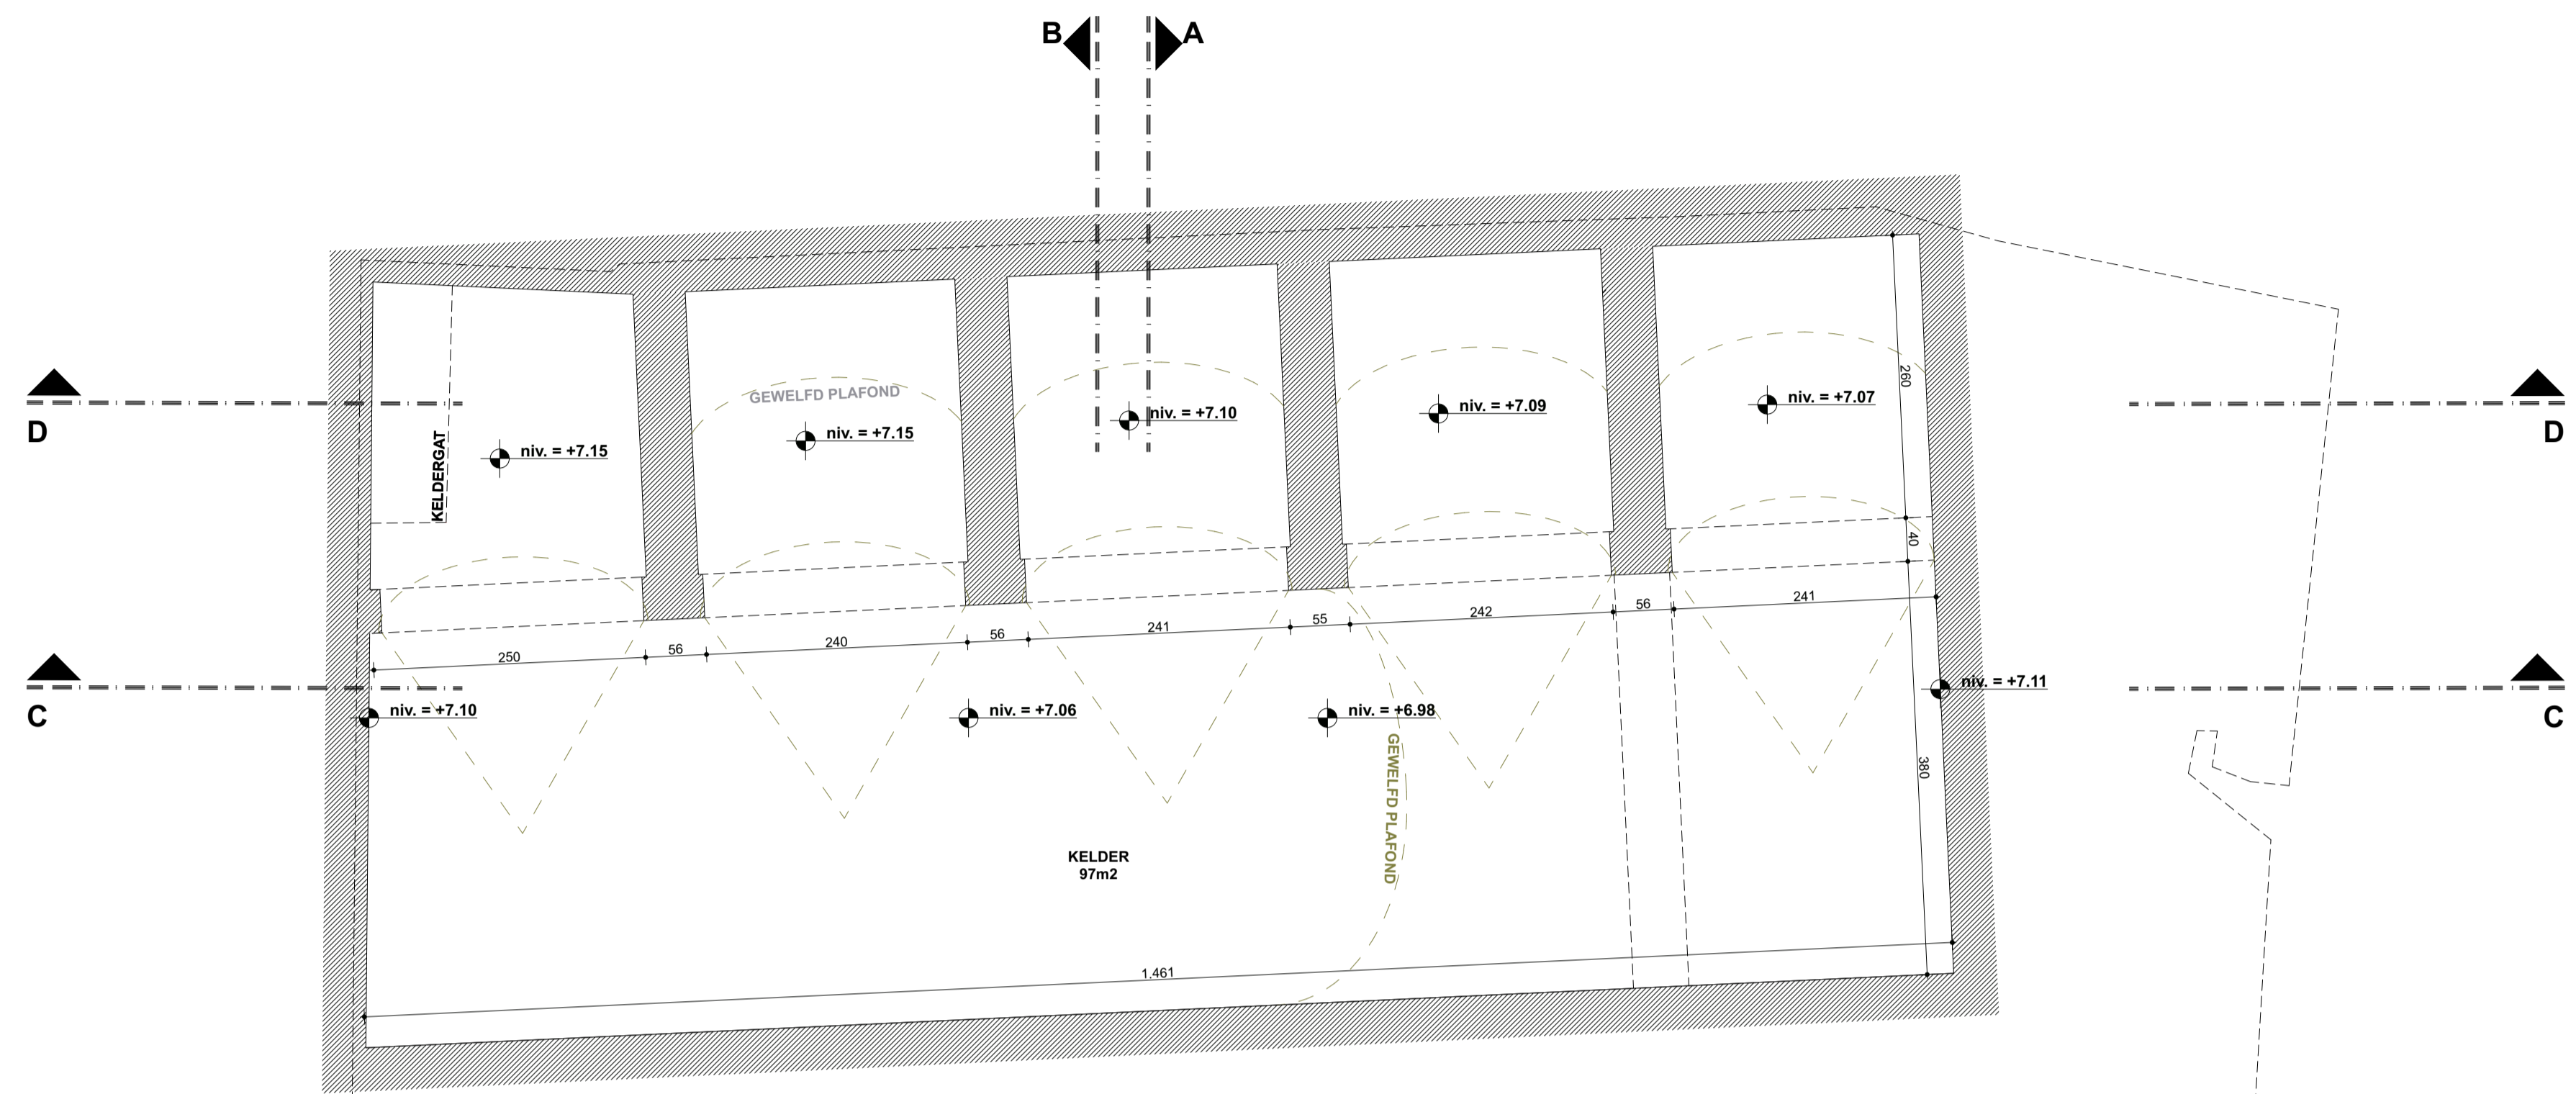 B
A
D
D
GEWELFD PLAFOND
niv. = +7.15
niv. = +7.15
niv. = +7.10
niv. = +7.09
niv. = +7.07
KELDERGAT
260
40
250
56
240
56
241
55
242
56
241
C
C
niv. = +7.10
niv. = +7.06
niv. = +6.98
niv. = +7.11
GEWELFD PLAFOND
380
KELDER
97m2
1.461